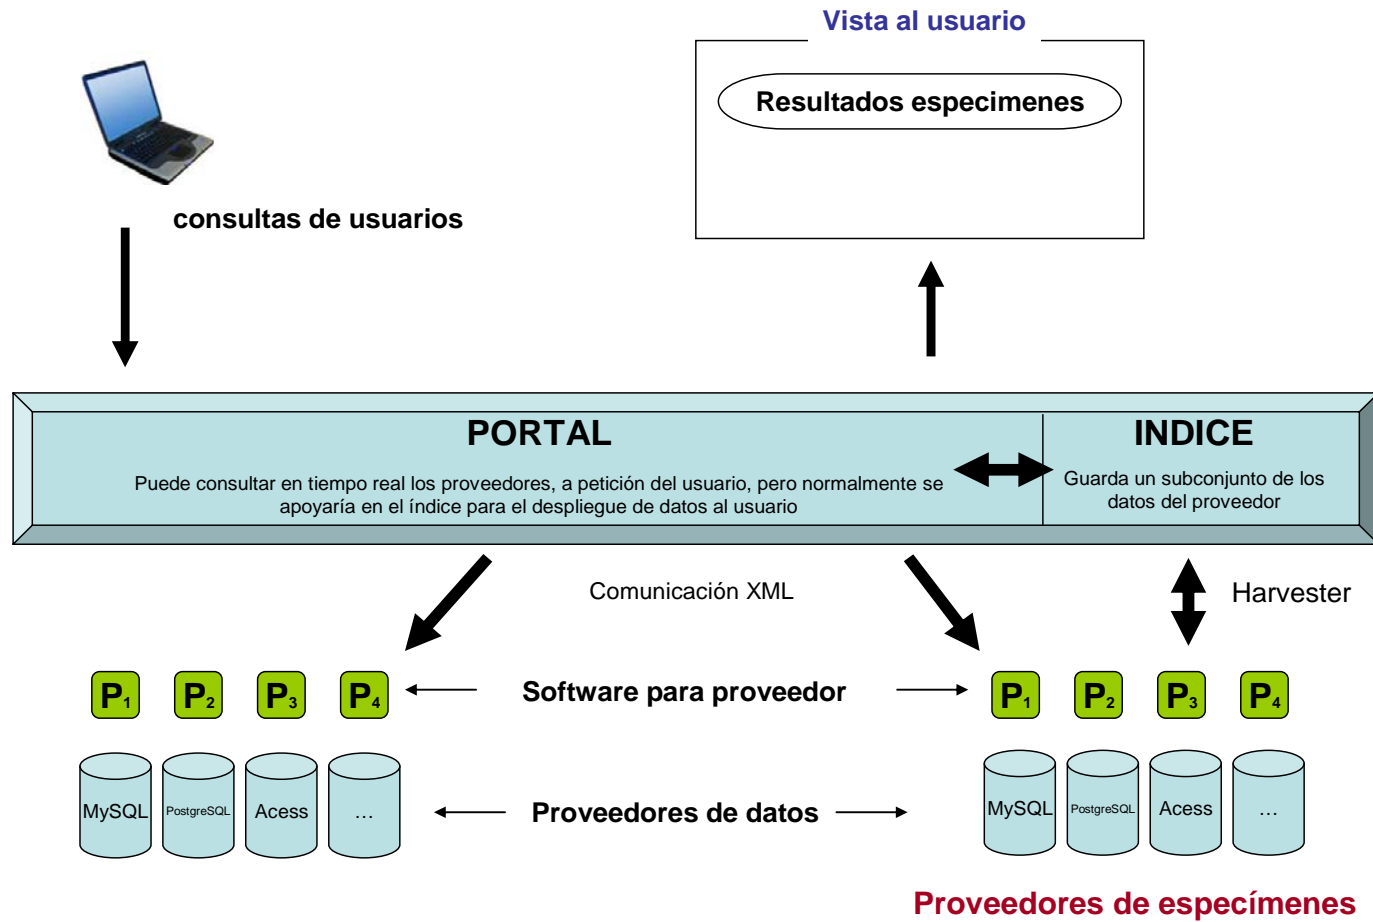 Vista al usuario
Resultados especimenes
consultas de usuarios
PORTAL
Puede consultar en tiempo real los proveedores, a petición del usuario, pero normalmente se
apoyaría en el índice para el despliegue de datos al usuario
INDICE
Guarda un subconjunto de los
datos del proveedor
Comunicación XML
Harvester
P1 P2 P3 P4
Software para proveedor
P1 P2 P3 P4
MySQL PostgreSQL Acess ...
Proveedores de datos
MySQL PostgreSQL Acess ...
Proveedores de específmenes